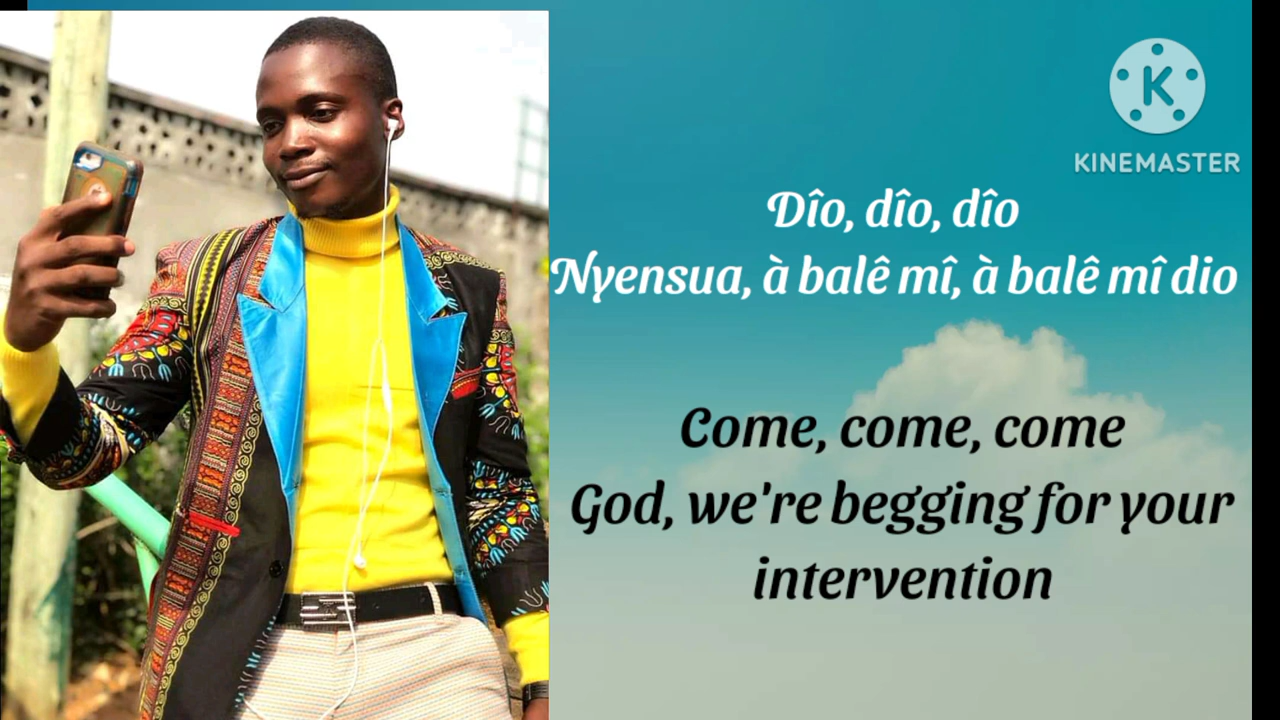 KINEMASTER
Dîo, dîo, dîo
Nyensua, à balê mî, à balê mî dio
Come, come, come
God, we're begging for your
intervention